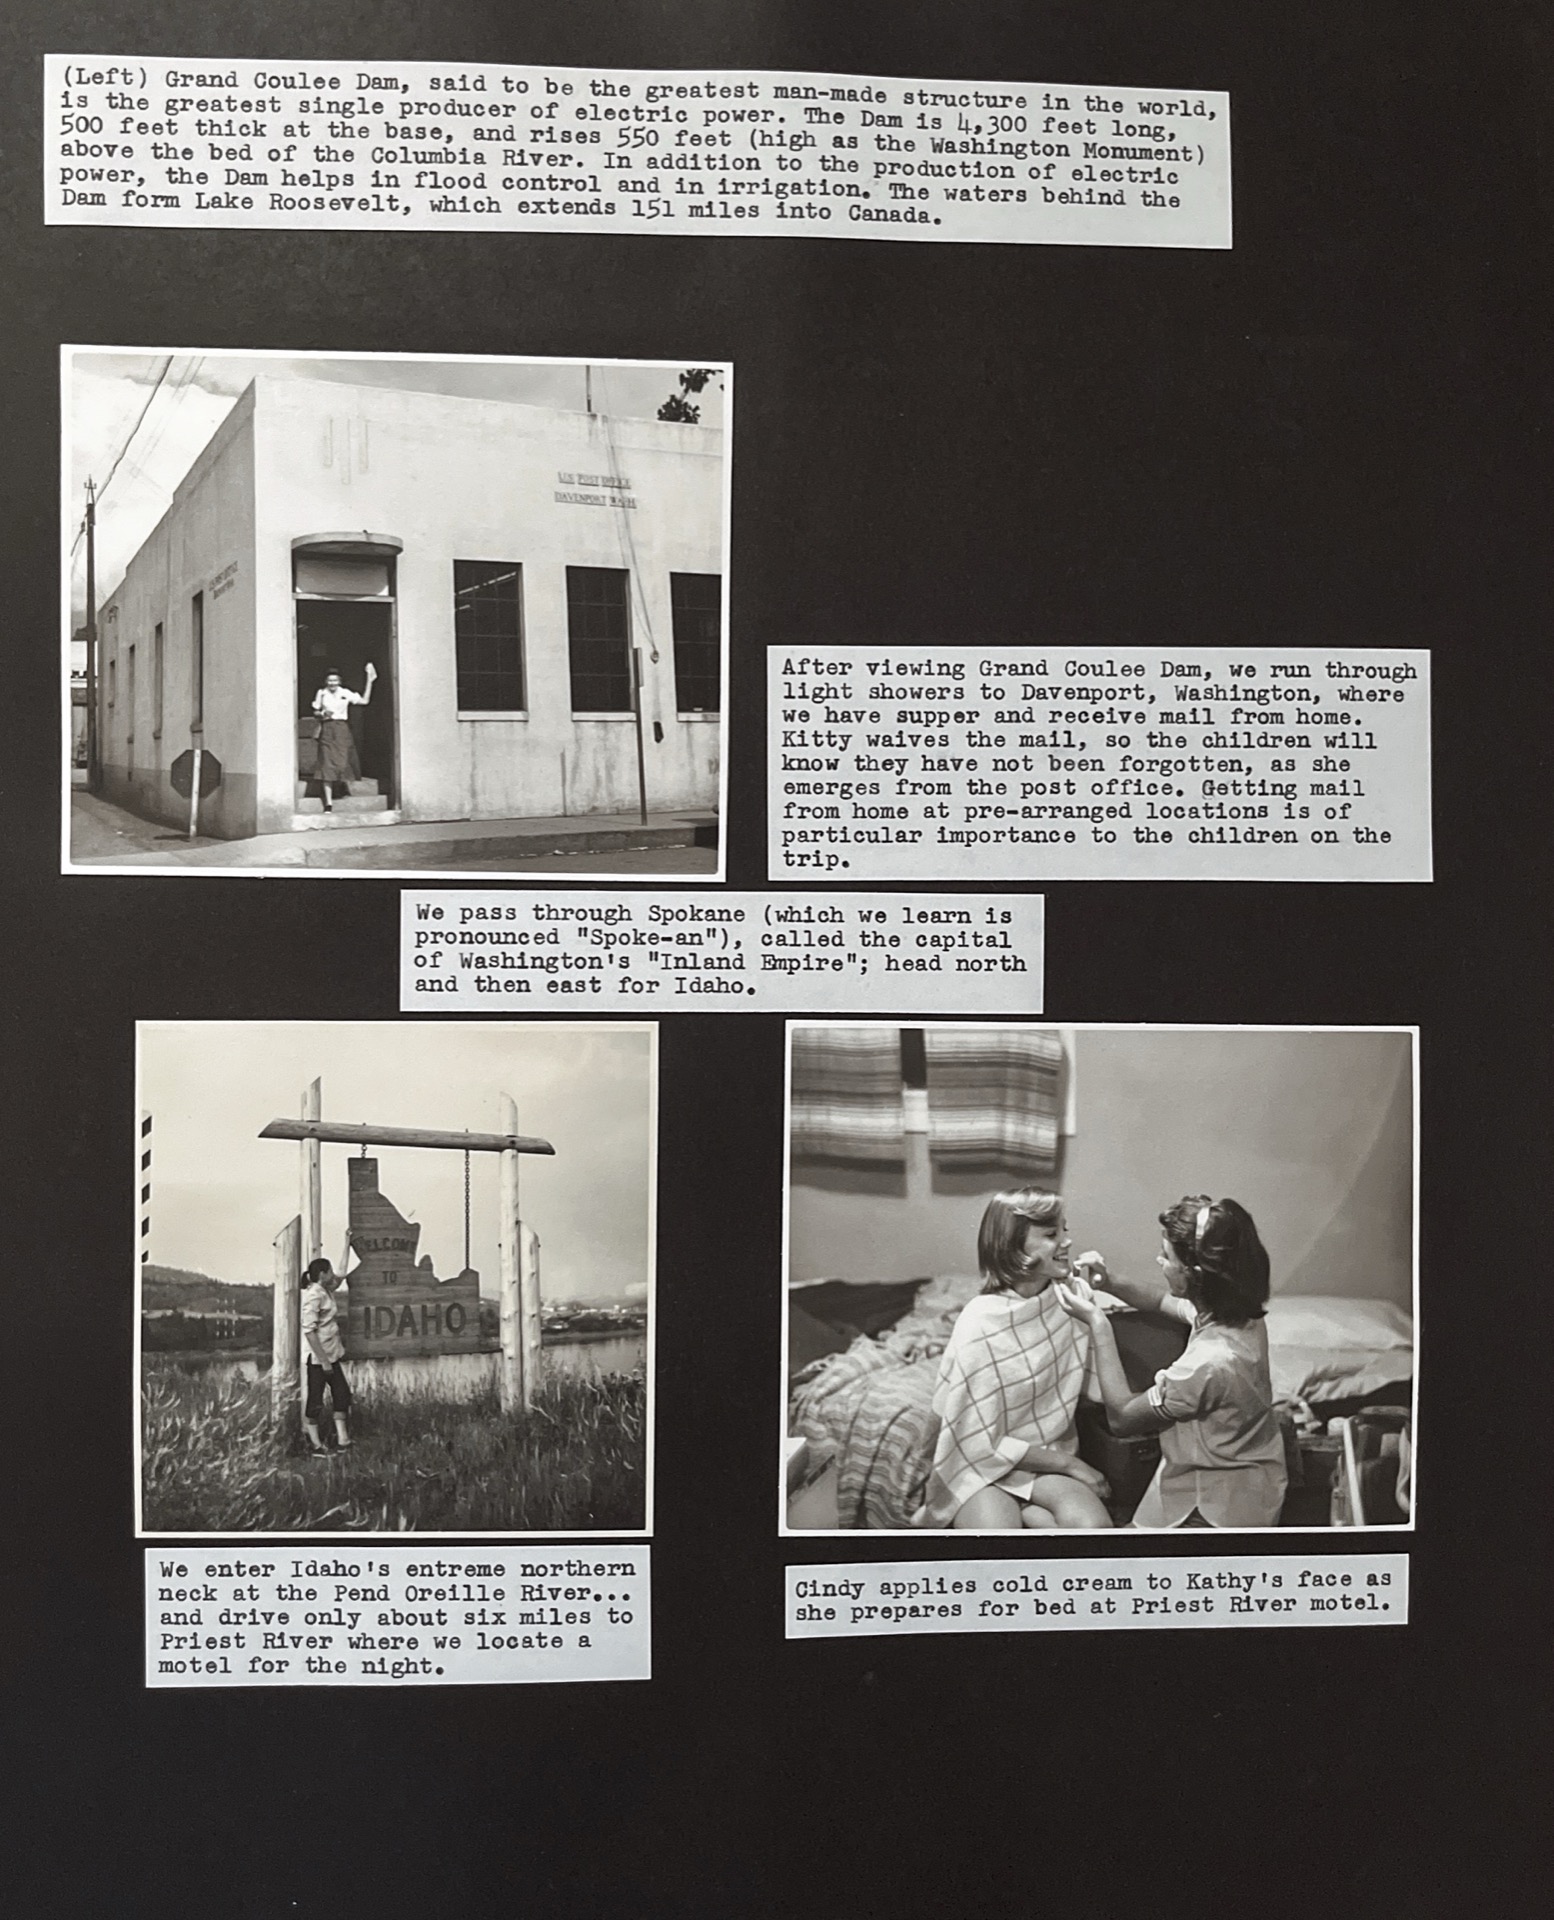 (Left) Grand Coulee Dam, said to be the greatest man-made structure in the world,
is the greatest single producer of electric power. The Dam is 4,300 feet long,
500 feet thick at the base, and rises 550 feet (high as the Washington Monument)
above the bed of the Columbia River. In addition to the production of electric
power, the Dam helps in flood control and in irrigation. The waters behind the
Dam form Lake Roosevelt, which extends 151 miles into Canada.
U.S. POST OFFICE
DAVENPORT WASH
After viewing Grand Coulee Dam, we run through
light showers to Davenport, Washington, where
we have supper and receive mail from home.
Kitty waives the mail, so the children will
know they have not been forgotten, as she
emerges from the post office. Getting mail
from home at pre-arranged locations is of
particular importance to the children on the
trip.
We pass through Spokane (which we learn is
pronounced "Spoke-an"), called the capital
of Washington's "Inland Empire"; head north
and then east for Idaho.
WELCOME
TO
IDAHO
We enter Idaho's entreme northern
neck at the Pend Oreille River...
and drive only about six miles to
Priest River where we locate a
motel for the night.
Cindy applies cold cream to Kathy's face as
she prepares for bed at Priest River motel.